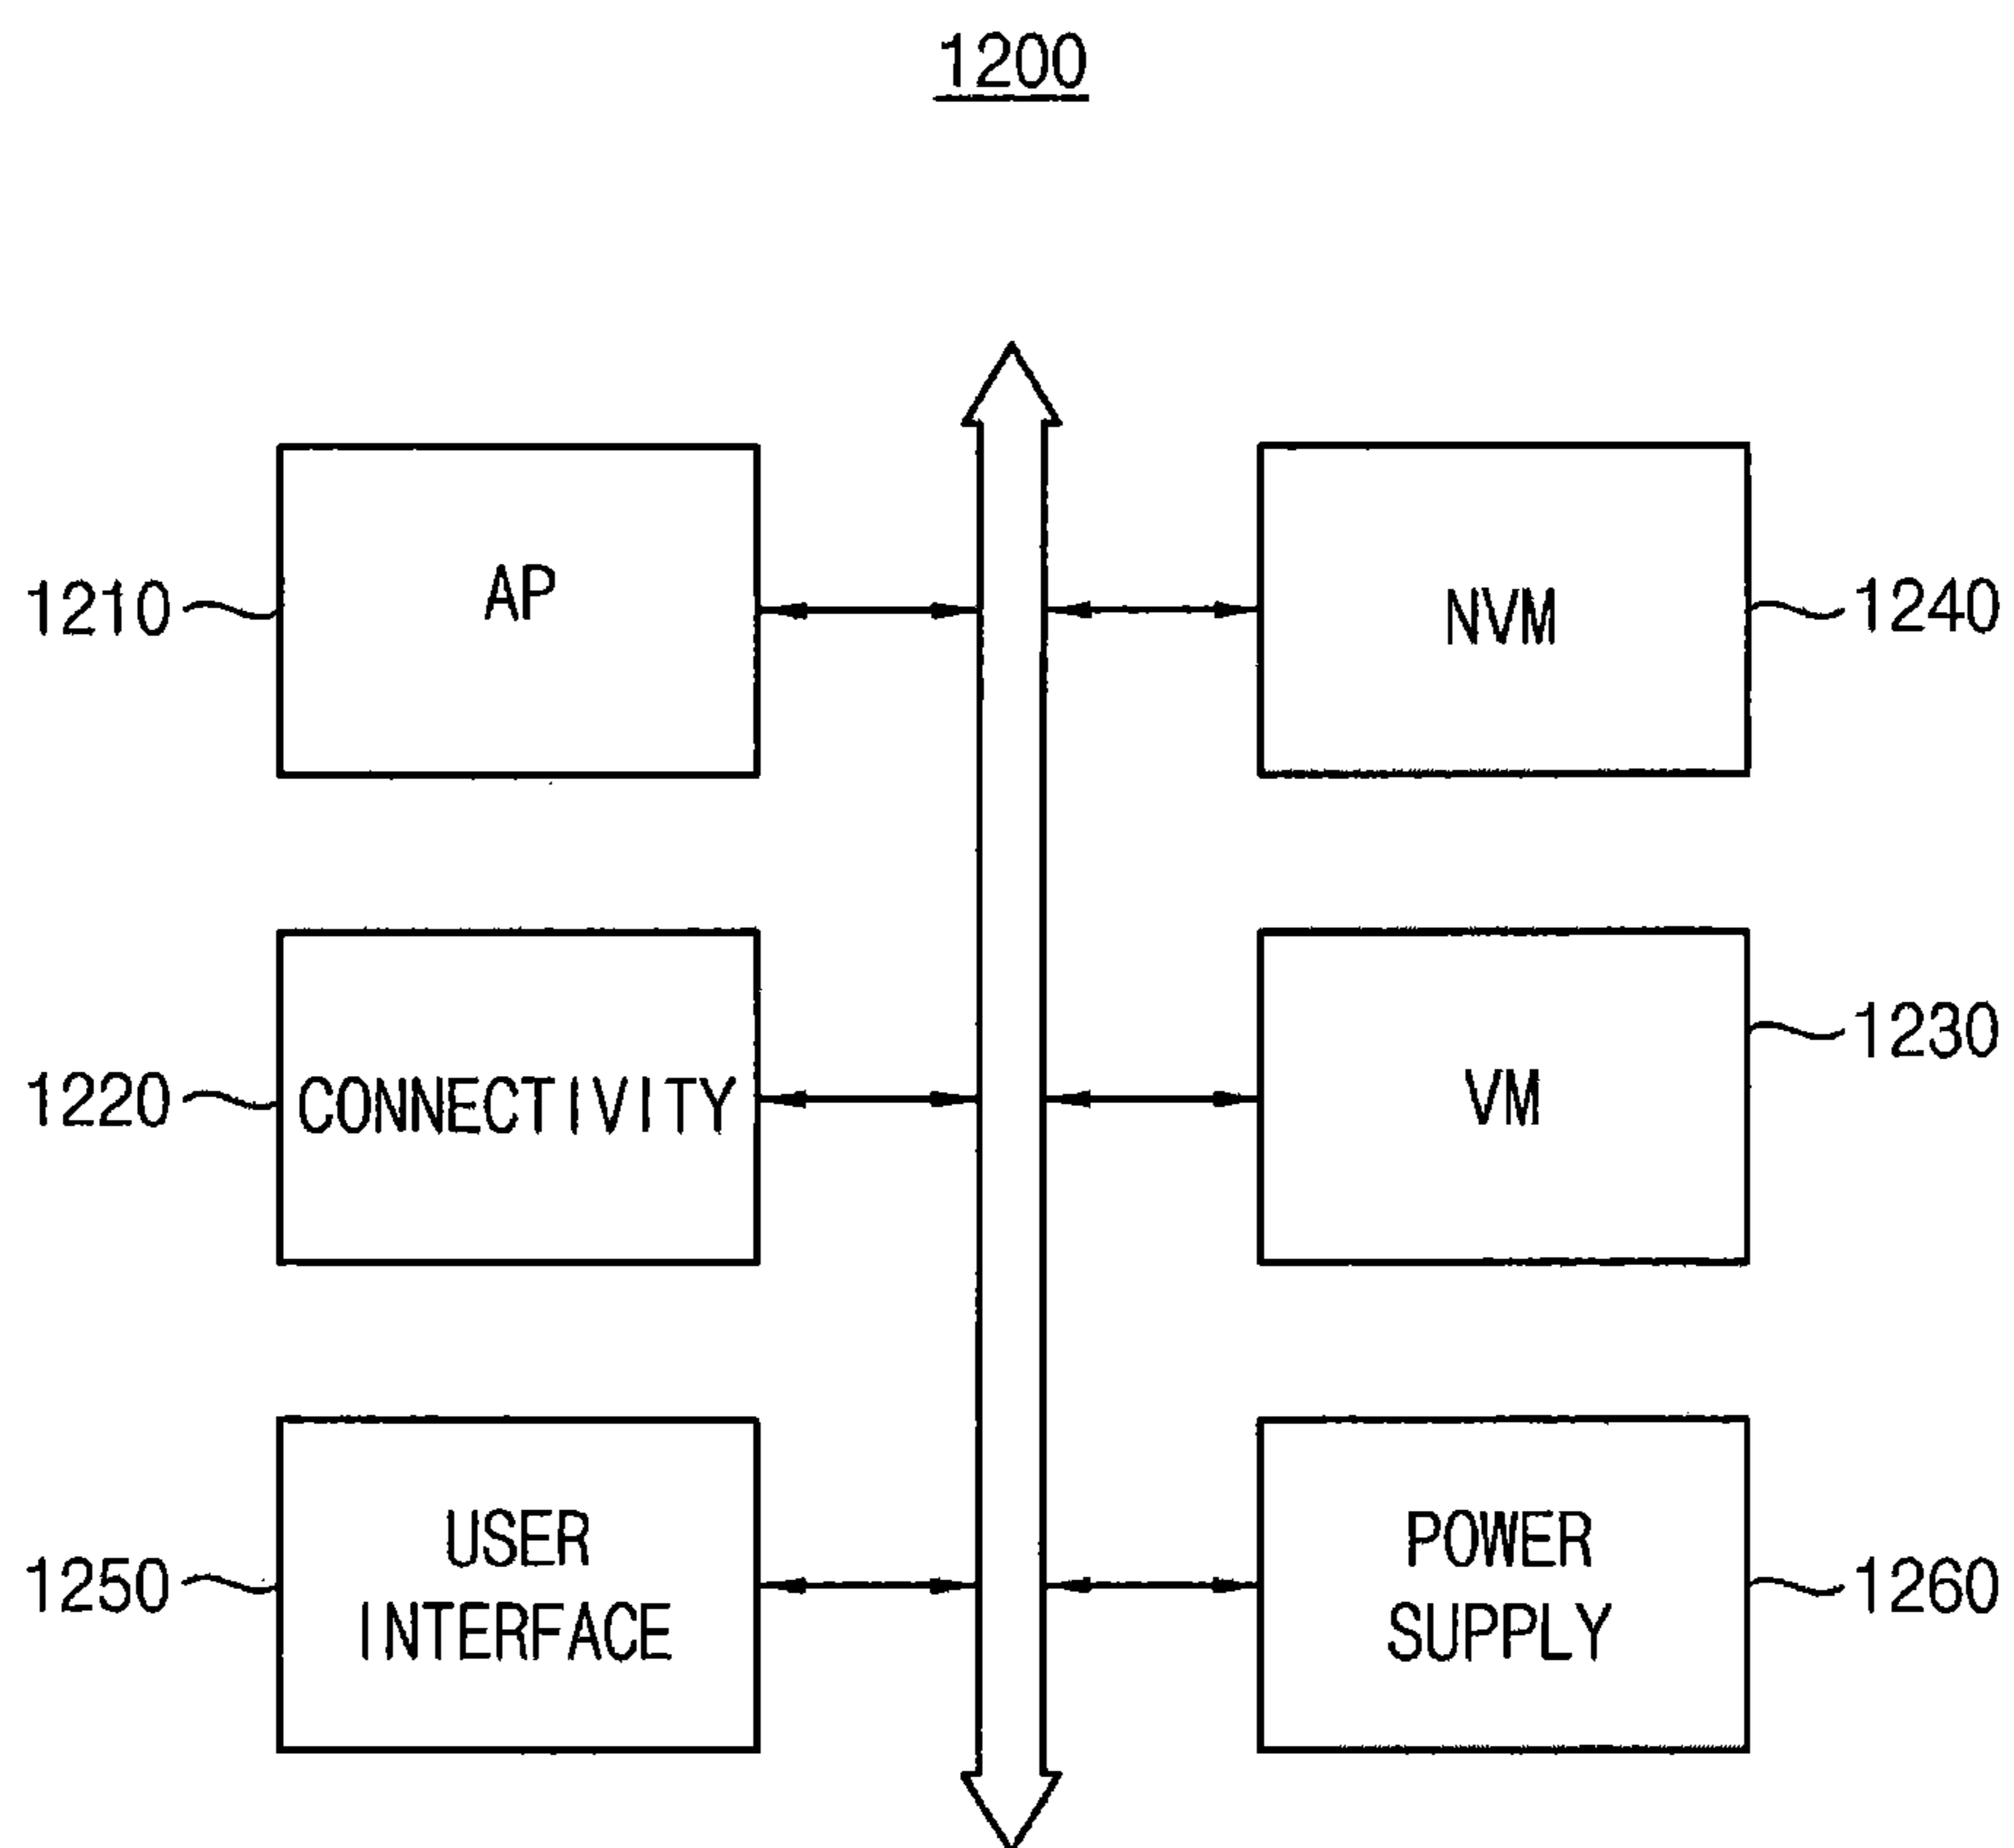 1200
1210
AP
NVM
1240
1220
CONNECTIVITY
VM
1230
1250
USER
INTERFACE
POWER
SUPPLY
1260